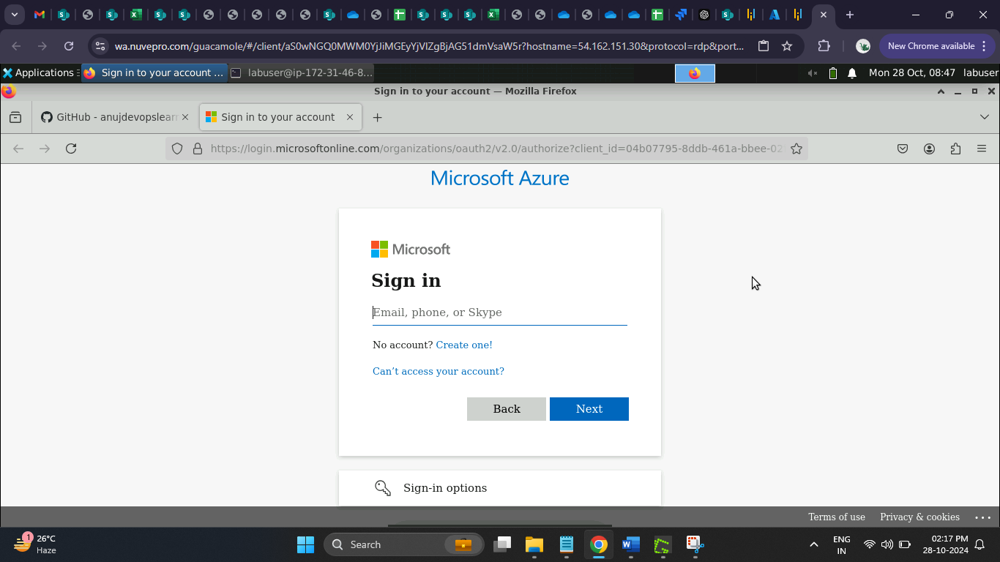 wa.nuvepro.com/guacamole/#/client/aS0wNGQ0MWM0YjJiMGEyYjVlZgBjAG51dmVsaW5r?hostname=54.162.151.30&protocol=rdp&port...
New Chrome available
Applications
Sign in to your account ...
labuser@ip-172-31-46-8...
Mon 28 Oct, 08:47
labuser
Sign in to your account — Mozilla Firefox
GitHub - anujdevopslearn
Sign in to your account
https://login.microsoftonline.com/organizations/oauth2/v2.0/authorize?client_id=04b07795-8ddb-461a-bbee-02
Microsoft Azure
Microsoft
Sign in
Email, phone, or Skype
No account? Create one!
Can’t access your account?
Back
Next
Sign-in options
Terms of use
Privacy & cookies
...
1
26°C
Haze
Search
ENG
IN
02:17 PM
28-10-2024